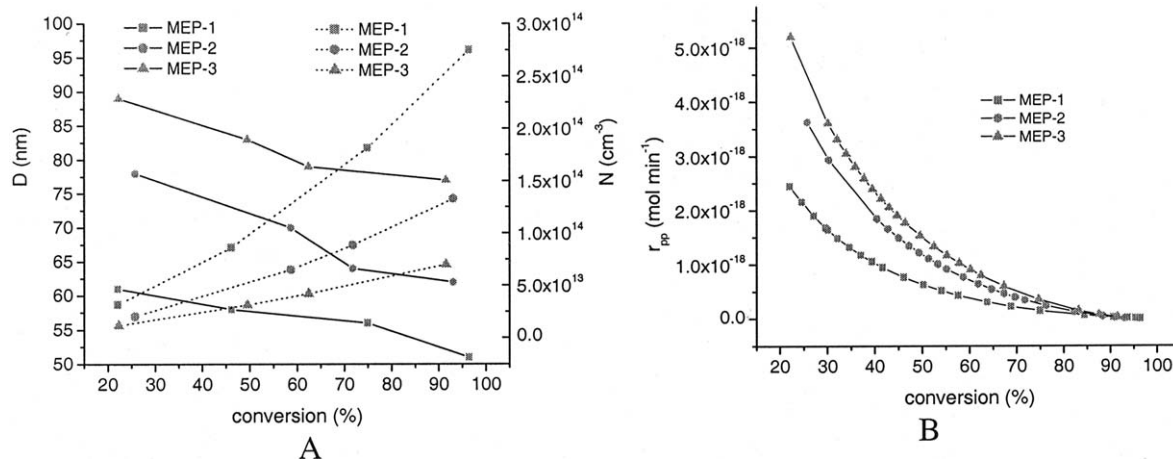 MEP-1 MEP-1
MEP-2 MEP-2
MEP-3 MEP-3
100
95
90
85
80
75
70
65
60
55
50
D (nm)
3.0x10¹⁴
2.5x10¹⁴
2.0x10¹⁴
1.5x10¹⁴
1.0x10¹⁴
5.0x10¹³
0.0
N (cm⁻³)
20 30 40 50 60 70 80 90 100
conversion (%)
A
5.0x10⁻¹⁸
4.0x10⁻¹⁸
3.0x10⁻¹⁸
2.0x10⁻¹⁸
1.0x10⁻¹⁸
0.0
r_pp (mol min⁻¹)
MEP-1
MEP-2
MEP-3
20 30 40 50 60 70 80 90 100
conversion (%)
B